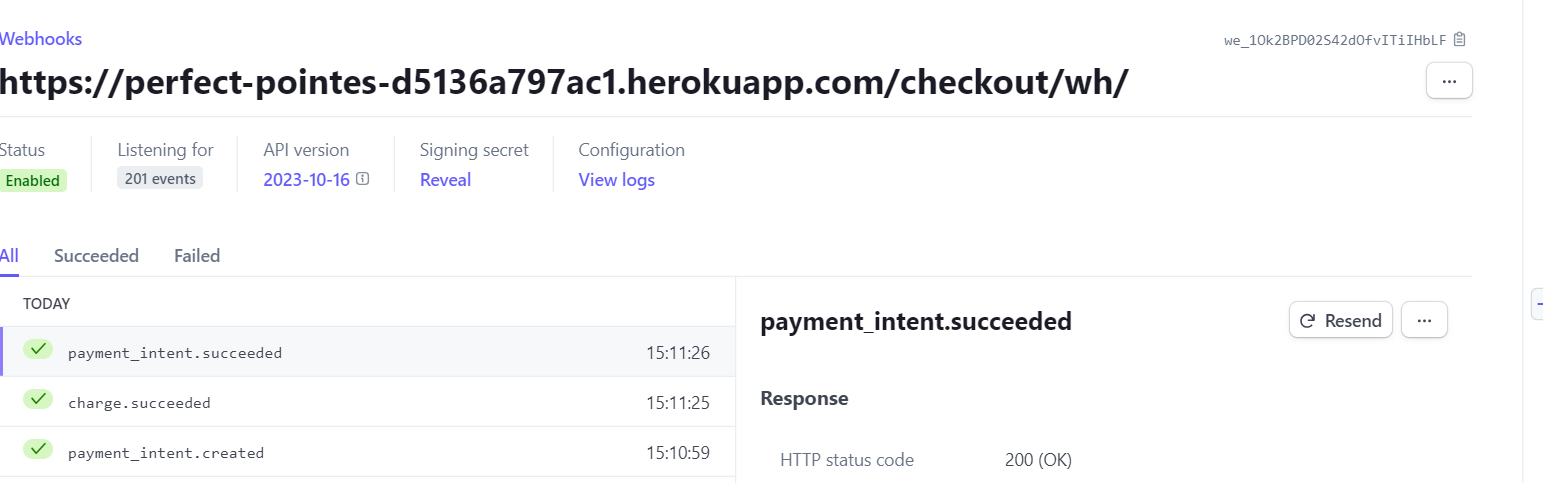 Webhooks
we_1Ok2BPD02S42dOfvITiIHbLF
https://perfect-pointes-d5136a797ac1.herokuapp.com/checkout/wh/
Status
Listening for
API version
Signing secret
Configuration
Enabled
201 events
2023-10-16
Reveal
View logs
All
Succeeded
Failed
TODAY
payment_intent.succeeded 15:11:26
charge.succeeded 15:11:25
payment_intent.created 15:10:59
payment_intent.succeeded
Resend
Response
HTTP status code 200 (OK)